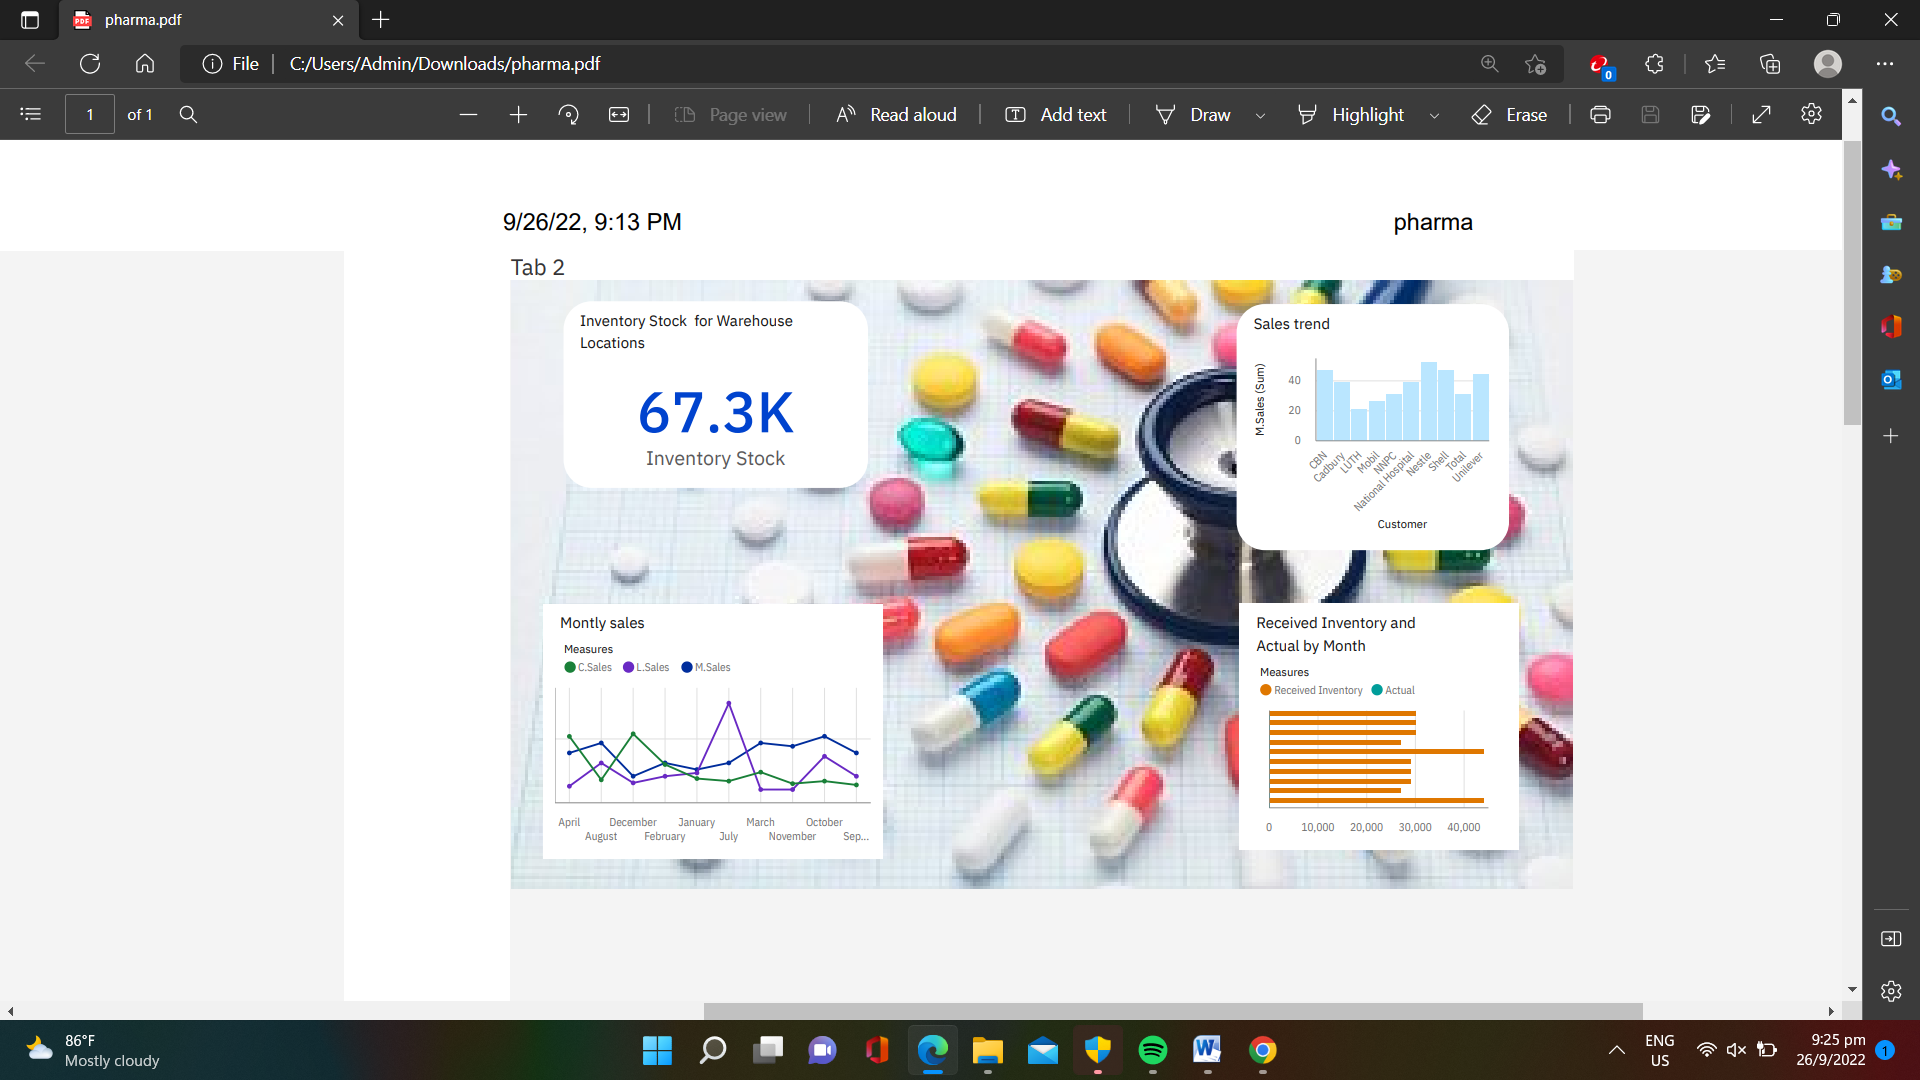 pharma.pdf
File
C:/Users/Admin/Downloads/pharma.pdf
0
1 of 1
Page view
Read aloud
Add text
Draw
Highlight
Erase
9/26/22, 9:13 PM
pharma
Tab 2
Inventory Stock for Warehouse
Locations
67.3K
Inventory Stock
Sales trend
M.Sales (Sum)
40
20
0
CBN
Cadbury
LUTH
Mobil
NNPC
National Hospital
Nestle
Shell
Total
Unilever
Customer
Montly sales
Measures
C.Sales L.Sales M.Sales
April December January March October
August February July November Sep...
Received Inventory and
Actual by Month
Measures
Received Inventory Actual
0 10,000 20,000 30,000 40,000
86°F
Mostly cloudy
ENG
US
9:25 pm
26/9/2022
1